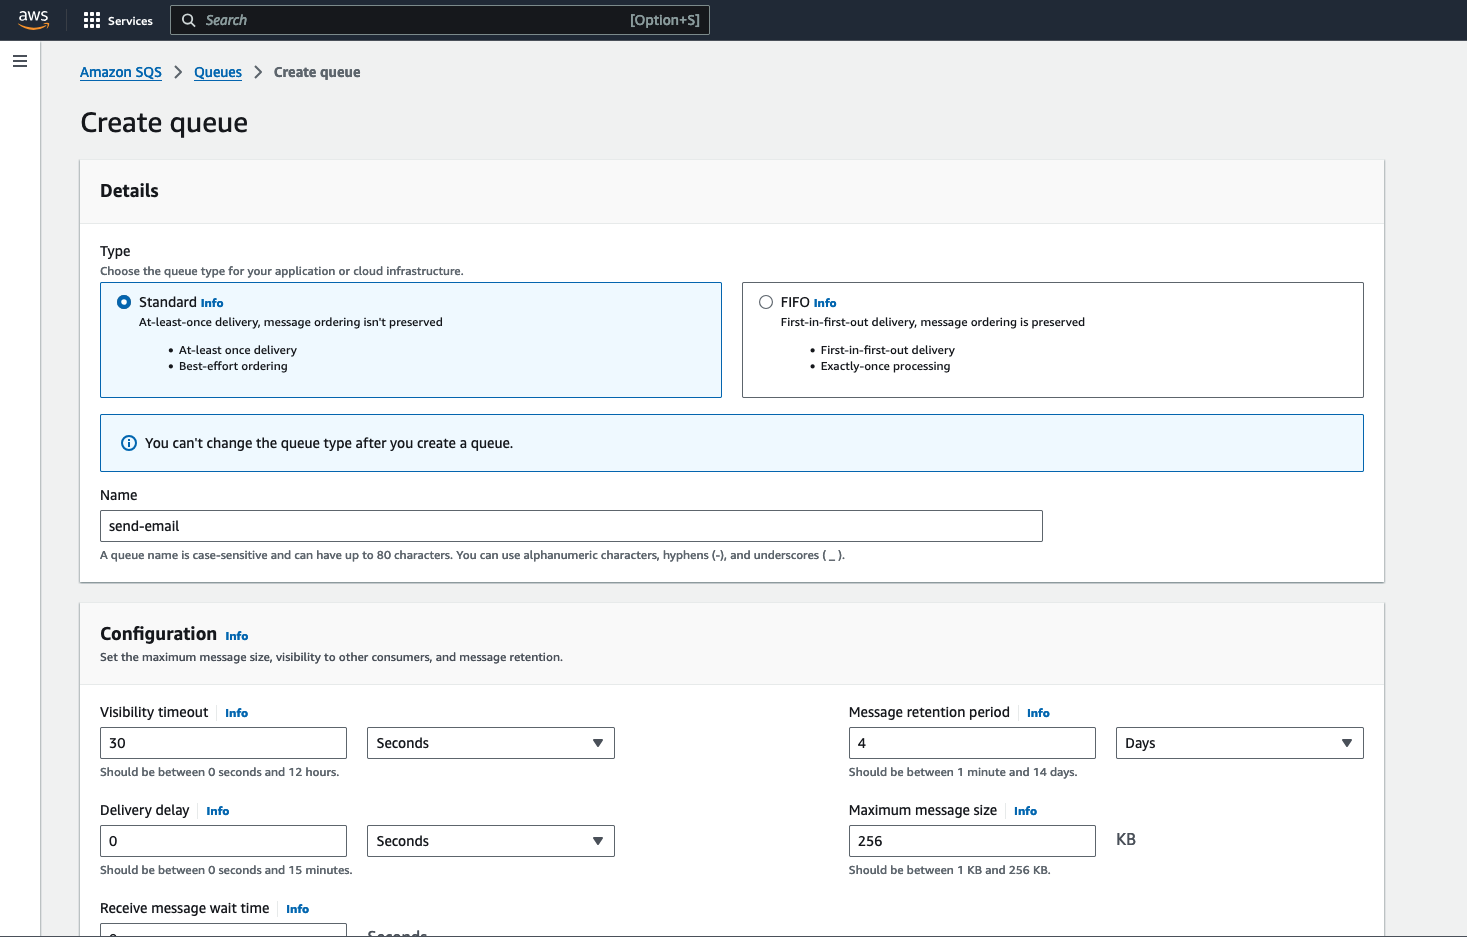 aws
Services
Search [Option+S]
Amazon SQS Queues Create queue
Create queue
Details
Type
Choose the queue type for your application or cloud infrastructure.
Standard Info
At-least-once delivery, message ordering isn't preserved
• At-least once delivery
• Best-effort ordering
FIFO Info
First-in-first-out delivery, message ordering is preserved
• First-in-first-out delivery
• Exactly-once processing
You can't change the queue type after you create a queue.
Name
send-email
A queue name is case-sensitive and can have up to 80 characters. You can use alphanumeric characters, hyphens (-), and underscores ( _ ).
Configuration Info
Set the maximum message size, visibility to other consumers, and message retention.
Visibility timeout Info
30 Seconds
Should be between 0 seconds and 12 hours.
Message retention period Info
4 Days
Should be between 1 minute and 14 days.
Delivery delay Info
0 Seconds
Should be between 0 seconds and 15 minutes.
Maximum message size Info
256 KB
Should be between 1 KB and 256 KB.
Receive message wait time Info
Seconds